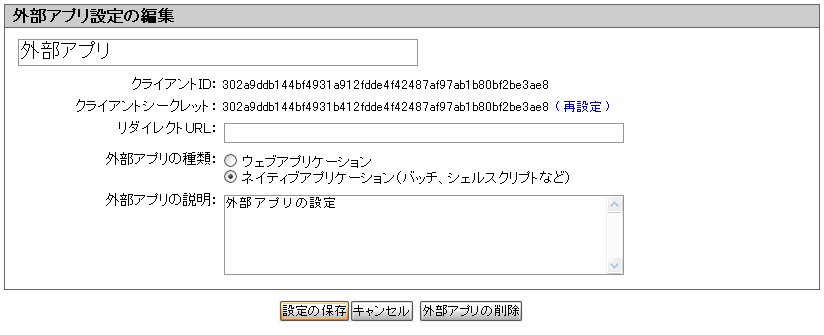 外部アプリ設定の編集
外部アプリ
クライアントID: 302a9ddb144bf4931a912fdde4f42487af97ab1b80bf2be3ae8
クライアントシークレット: 302a9ddb144bf4931b412fdde4f42487af97ab1b80bf2be3ae8 (再設定)
リダイレクトURL:
外部アプリの種類: ウェブアプリケーション
ネイティブアプリケーション(バッチ、シェルスクリプトなど)
外部アプリの説明: 外部アプリの設定
設定の保存 キャンセル 外部アプリの削除